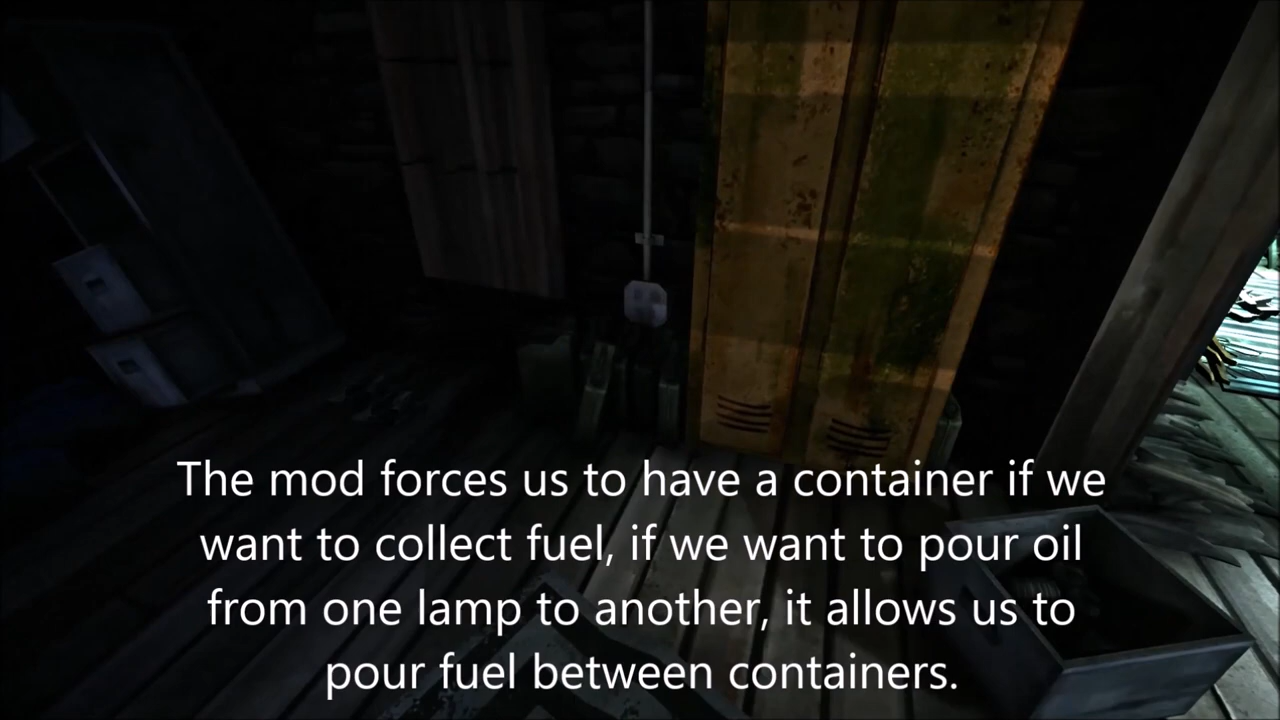 The mod forces us to have a container if we
want to collect fuel, if we want to pour oil
from one lamp to another, it allows us to
pour fuel between containers.